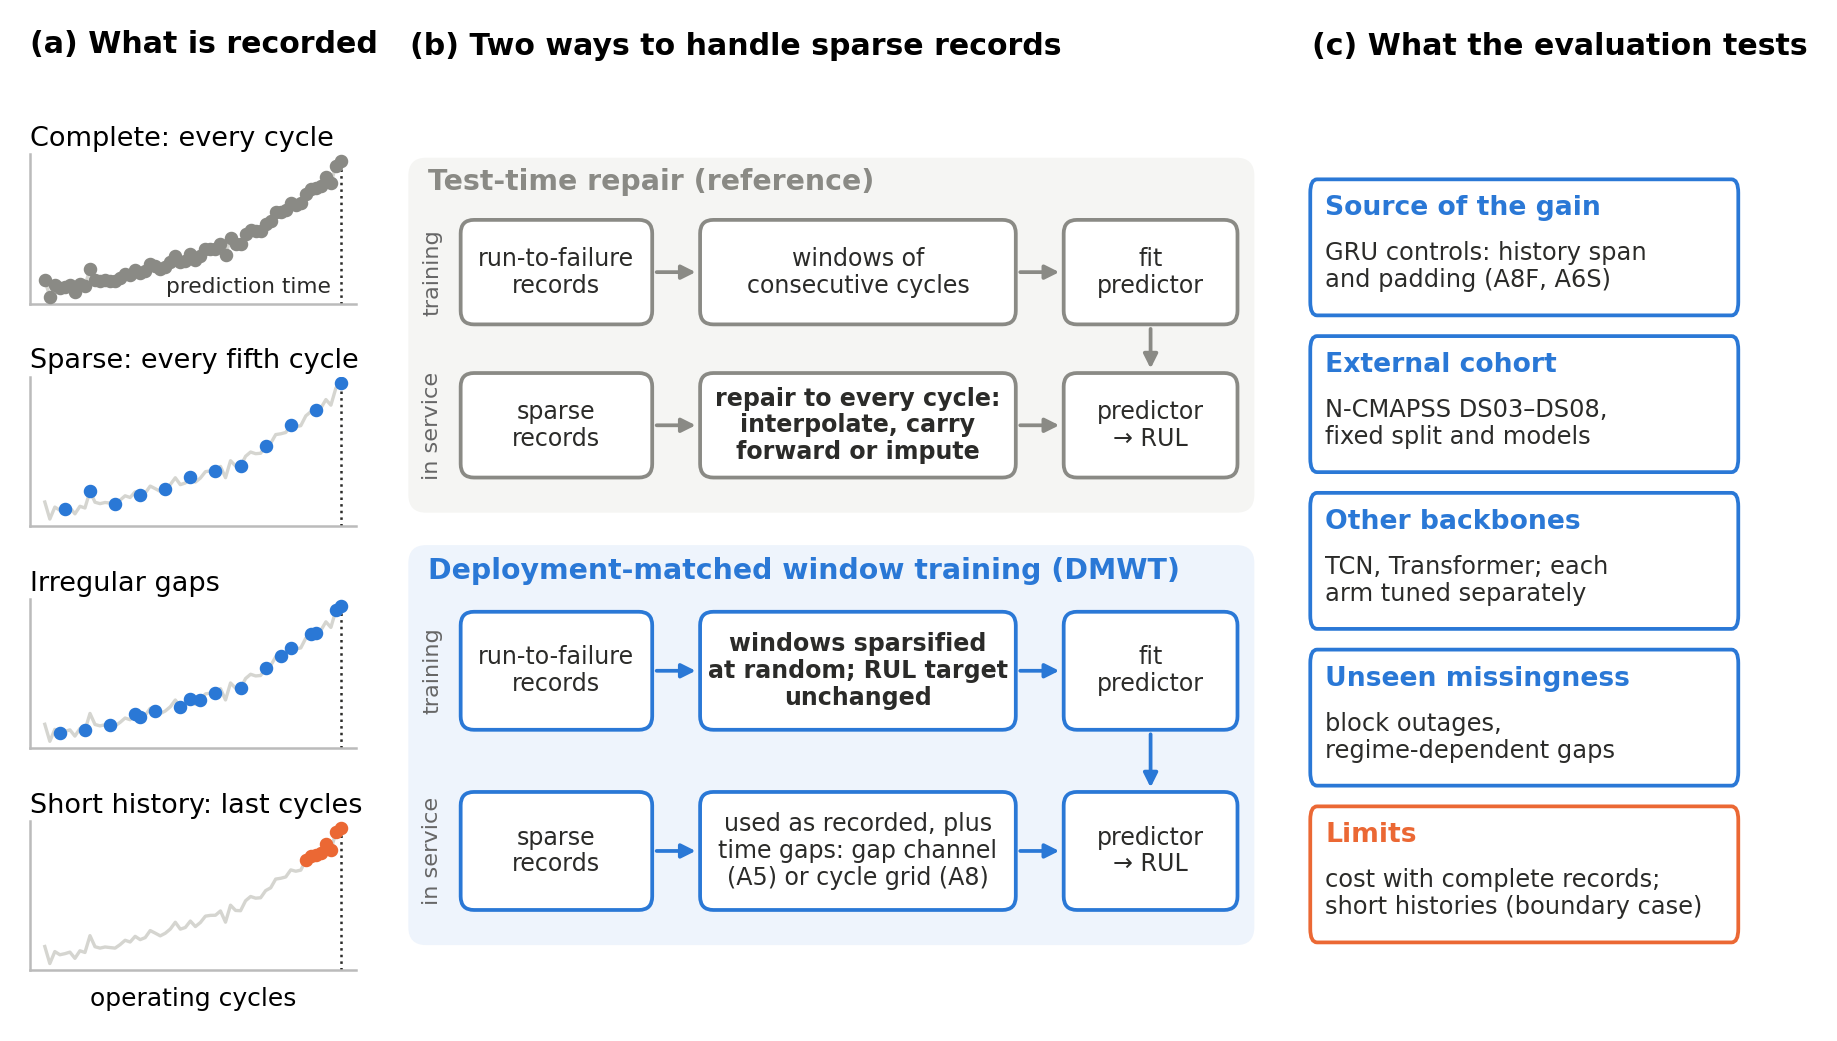 (a) What is recorded
Complete: every cycle
prediction time
Sparse: every fifth cycle
Irregular gaps
Short history: last cycles
operating cycles
(b) Two ways to handle sparse records
Test-time repair (reference)
training
run-to-failure
records
windows of
consecutive cycles
fit
predictor
in service
sparse
records
repair to every cycle:
interpolate, carry
forward or impute
predictor
→ RUL
Deployment-matched window training (DMWT)
training
run-to-failure
records
windows sparsified
at random; RUL target
unchanged
fit
predictor
in service
sparse
records
used as recorded, plus
time gaps: gap channel
(A5) or cycle grid (A8)
predictor
→ RUL
(c) What the evaluation tests
Source of the gain
GRU controls: history span
and padding (A8F, A6S)
External cohort
N-CMAPSS DS03–DS08,
fixed split and models
Other backbones
TCN, Transformer; each
arm tuned separately
Unseen missingness
block outages,
regime-dependent gaps
Limits
cost with complete records;
short histories (boundary case)